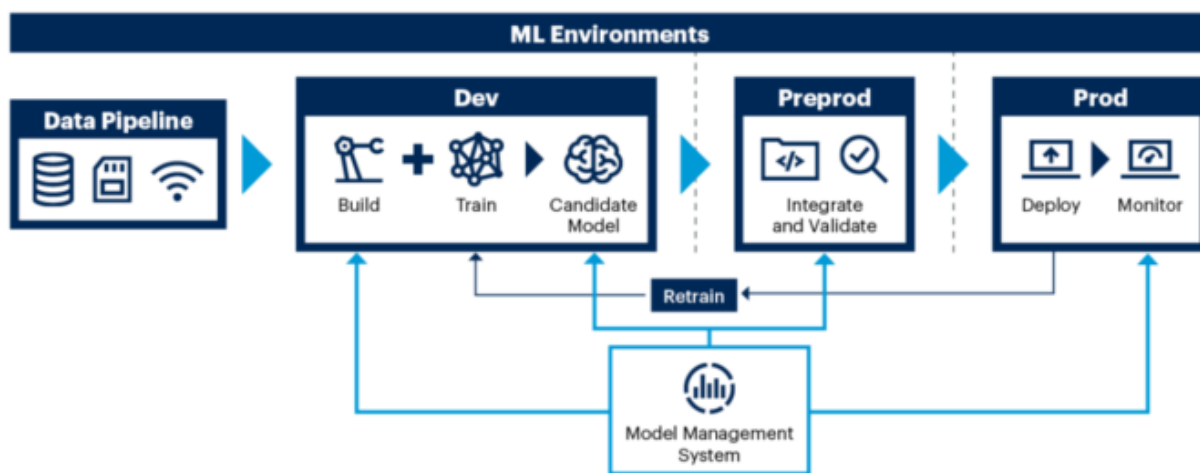 ML Environments
Data Pipeline
Dev
Build
Train
Candidate
Model
Preprod
</>
Integrate
and Validate
Prod
Deploy
Monitor
Retrain
Model Management
System